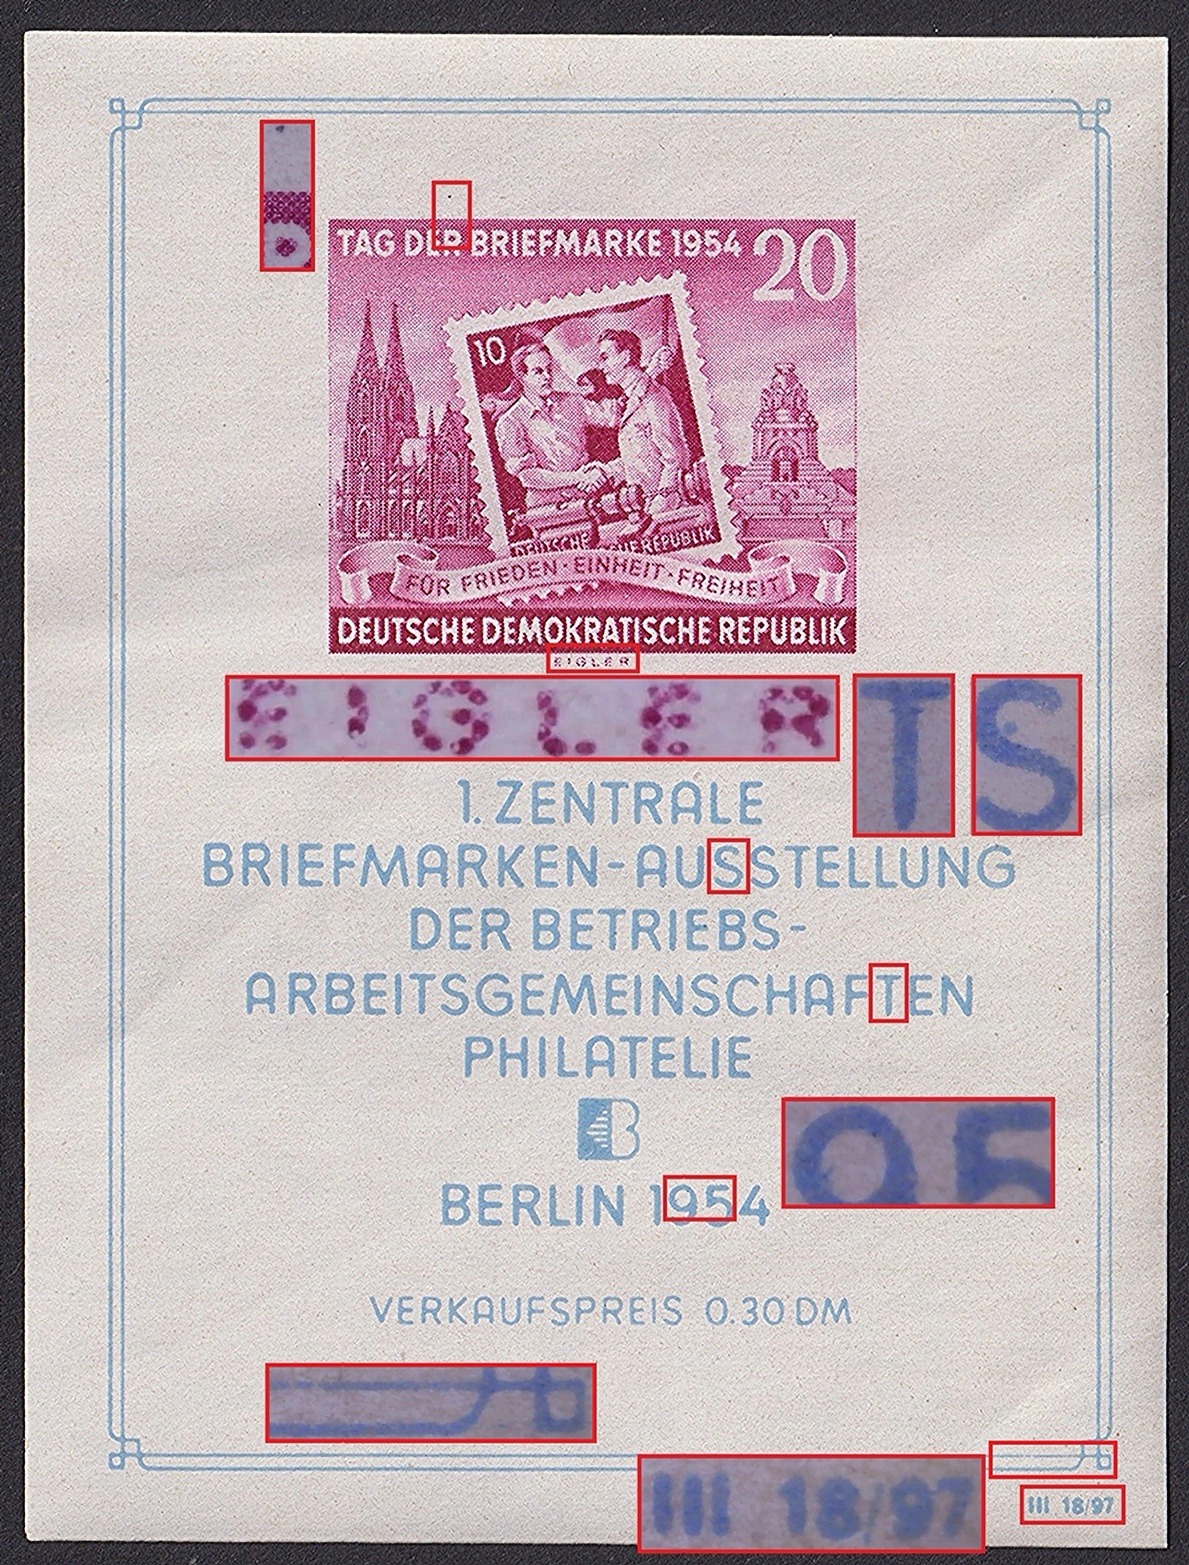 TAG DER BRIEFMARKE 1954 20
10
DEUTSCHE REPUBLIK
FÜR FRIEDEN · EINHEIT · FREIHEIT
DEUTSCHE DEMOKRATISCHE REPUBLIK
EIGLER
EIGLER T S
1. ZENTRALE
BRIEFMARKEN-AUSSTELLUNG
DER BETRIEBS-
ARBEITSGEMEINSCHAFTEN
PHILATELIE
B
95
BERLIN 1954
VERKAUFSPREIS 0.30 DM
III 18/97
III 18/97